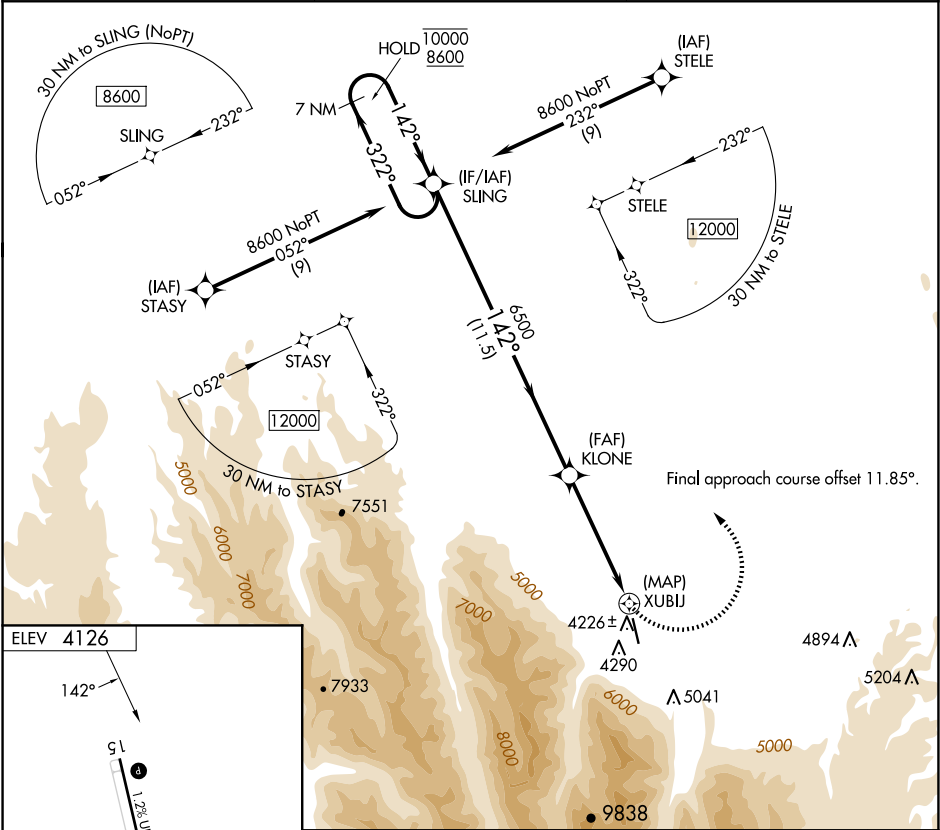 30 NM to SLING (NoPT)
8600
SLING
052°
232°
HOLD
10000
8600
7 NM
142°
322°
(IF/IAF)
SLING
(IAF)
STELE
8600 NoPT
232°
(9)
232°
STELE
12000
322°
30 NM to STELE
8600 NoPT
052°
(9)
(IAF)
STASY
052°
STASY
322°
12000
30 NM to STASY
6500
142°
(11.5)
(FAF)
KLONE
Final approach course offset 11.85°.
(MAP)
XUBIJ
4226±
4290
4894
5204
5041
7551
7933
9838
5000
6000
7000
5000
7000
8000
6000
5000
ELEV 4126
142°
15
P
1.2% U